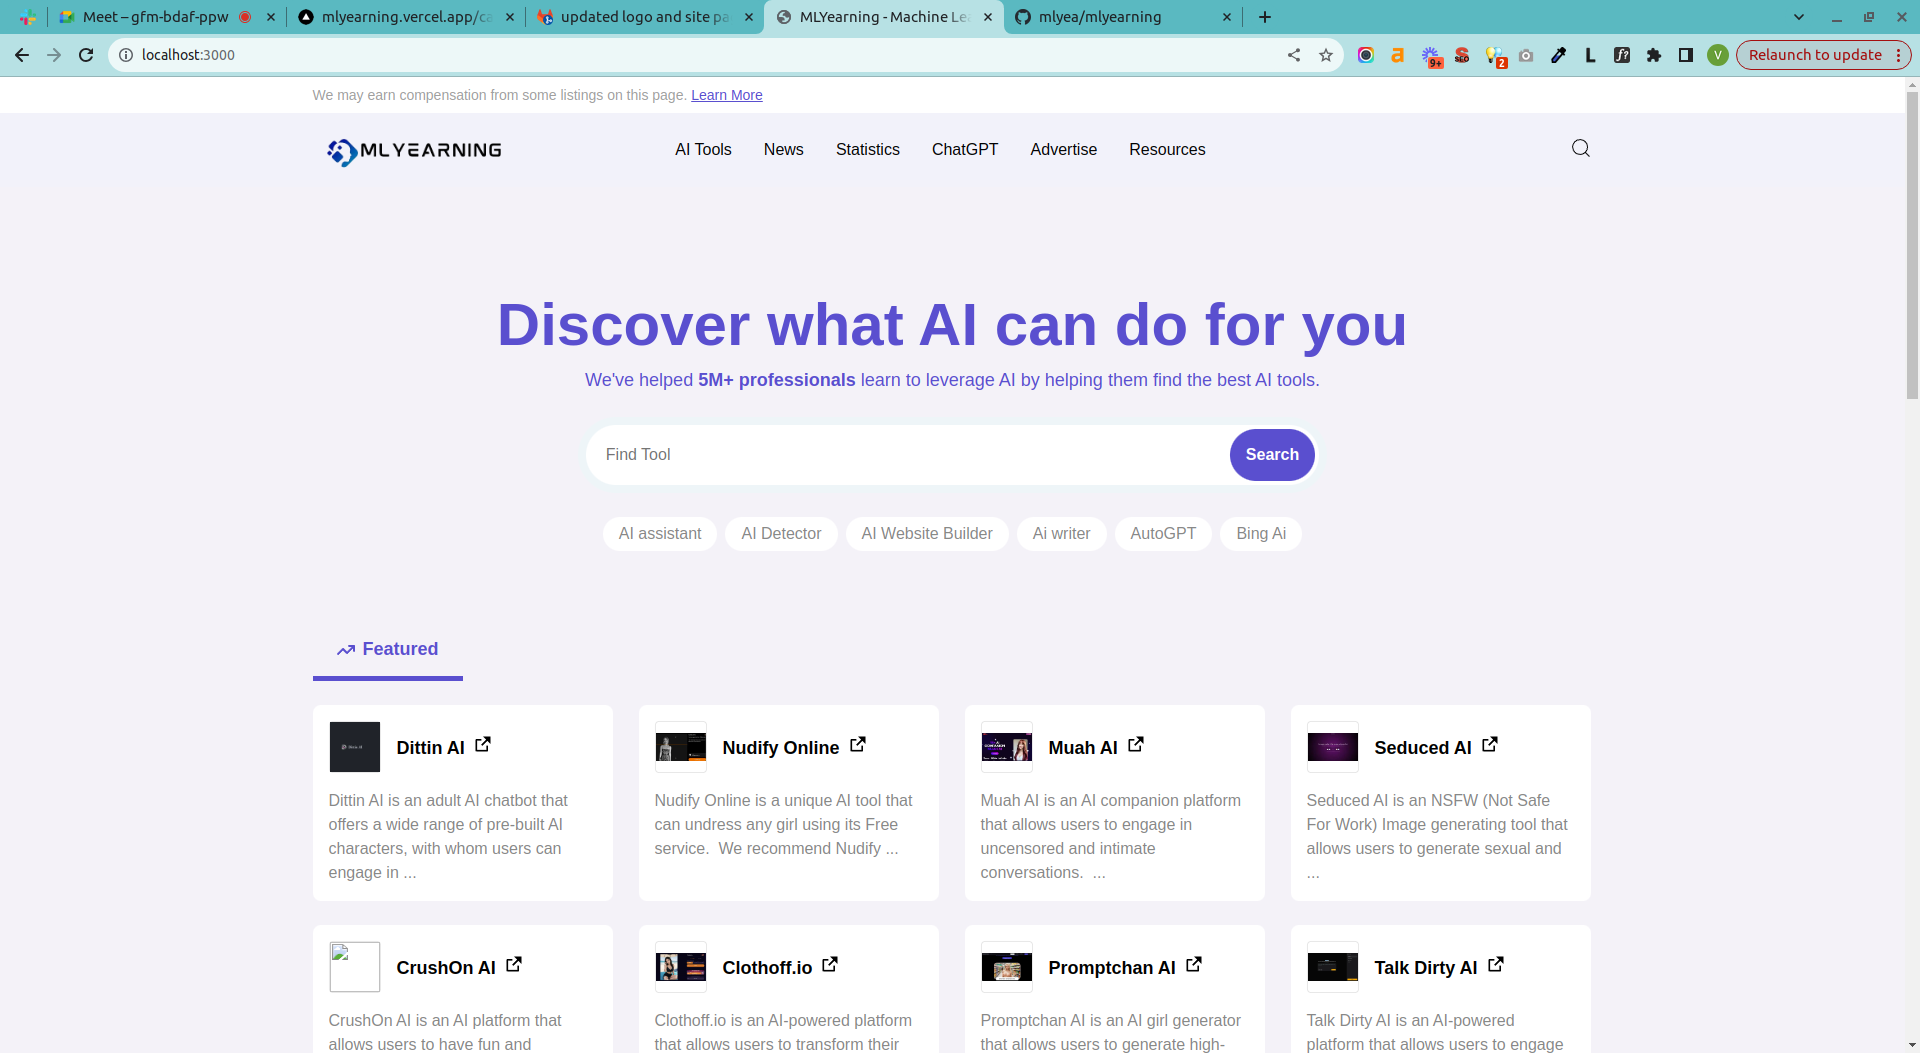 Meet – gfm-bdaf-ppw
mlyearning.vercel.app/ca
updated logo and site pa
MLYearning - Machine Le
mlyea/mlyearning
localhost:3000
9+
SEO
2
L
f?
V
Relaunch to update
We may earn compensation from some listings on this page. Learn More
MLYEARNING
AI Tools
News
Statistics
ChatGPT
Advertise
Resources
Discover what AI can do for you
We've helped 5M+ professionals learn to leverage AI by helping them find the best AI tools.
Find Tool
Search
AI assistant
AI Detector
AI Website Builder
Ai writer
AutoGPT
Bing Ai
Featured
Dittin AI
Dittin AI is an adult AI chatbot that
offers a wide range of pre-built AI
characters, with whom users can
engage in ...
Nudify Online
Nudify Online is a unique AI tool that
can undress any girl using its Free
service. We recommend Nudify ...
Muah AI
Muah AI is an AI companion platform
that allows users to engage in
uncensored and intimate
conversations. ...
Seduced AI
Seduced AI is an NSFW (Not Safe
For Work) Image generating tool that
allows users to generate sexual and
...
CrushOn AI
CrushOn AI is an AI platform that
allows users to have fun and
Clothoff.io
Clothoff.io is an AI-powered platform
that allows users to transform their
Promptchan AI
Promptchan AI is an AI girl generator
that allows users to generate high-
Talk Dirty AI
Talk Dirty AI is an AI-powered
platform that allows users to engage